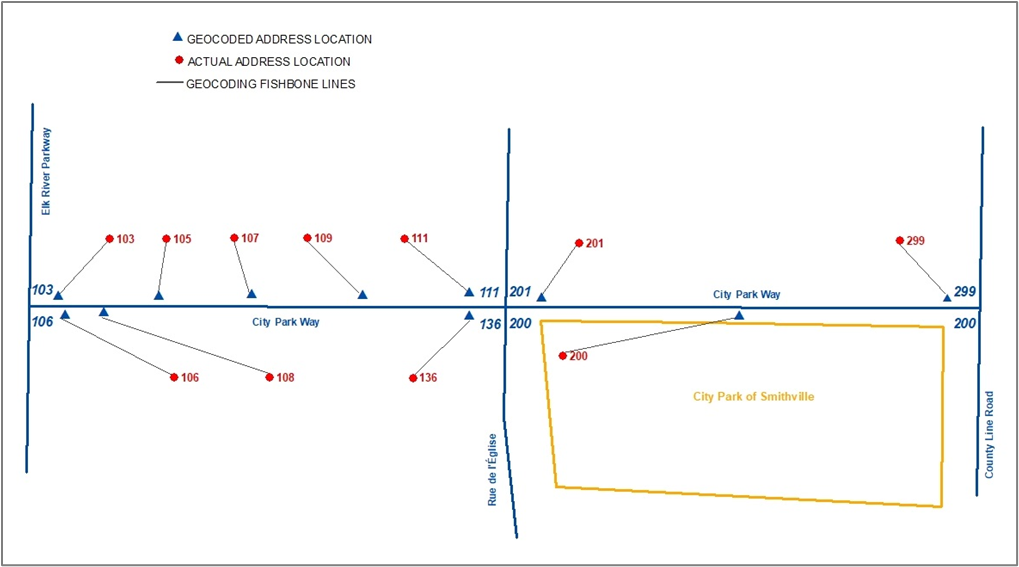 GEOCODED ADDRESS LOCATION
ACTUAL ADDRESS LOCATION
GEOCODING FISHBONE LINES
Elk River Parkway
103
105
107
109
111
201
299
103
111
201
City Park Way
299
106
City Park Way
136
200
200
200
106
108
136
City Park of Smithville
Rue de l'Église
County Line Road